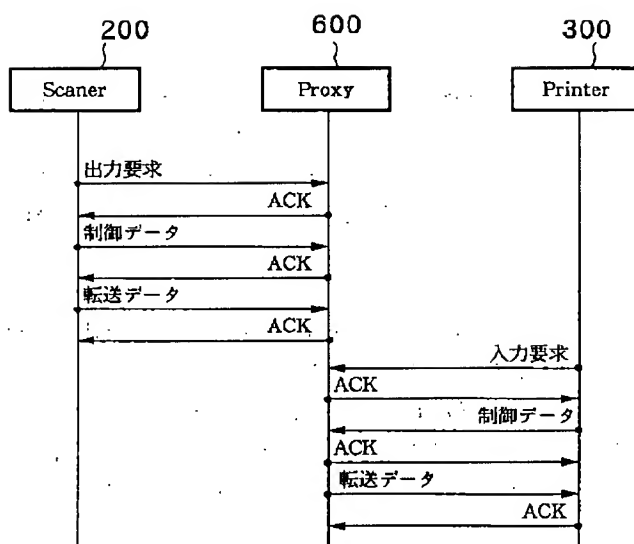 200 600 300
Scaner Proxy Printer
出力要求
ACK
制御データ
ACK
転送データ
ACK
入力要求
ACK
制御データ
ACK
転送データ
ACK